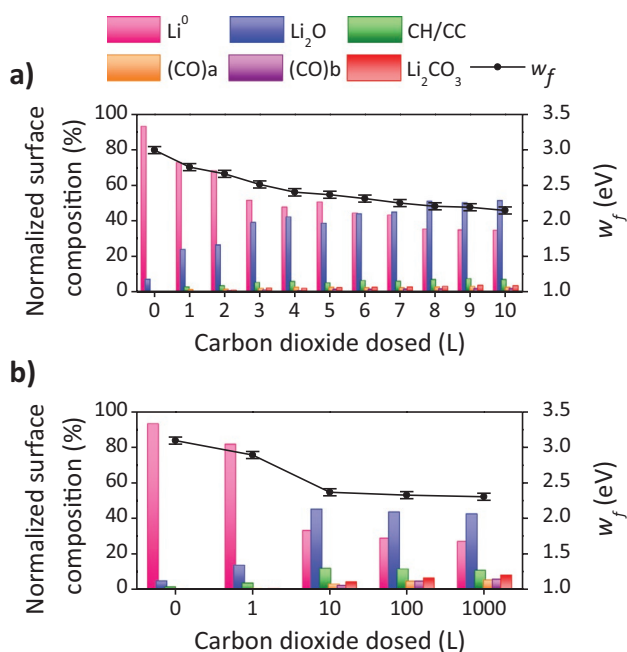 Li⁰ Li₂O CH/CC
(CO)a (CO)b Li₂CO₃ w_f
a)
100
80
60
40
20
0
Normalized surface
composition (%)
3.5
3.0
2.5
2.0
1.5
1.0
w_f (eV)
0 1 2 3 4 5 6 7 8 9 10
Carbon dioxide dosed (L)
b)
100
80
60
40
20
0
Normalized surface
composition (%)
3.5
3.0
2.5
2.0
1.5
1.0
w_f (eV)
0 1 10 100 1000
Carbon dioxide dosed (L)